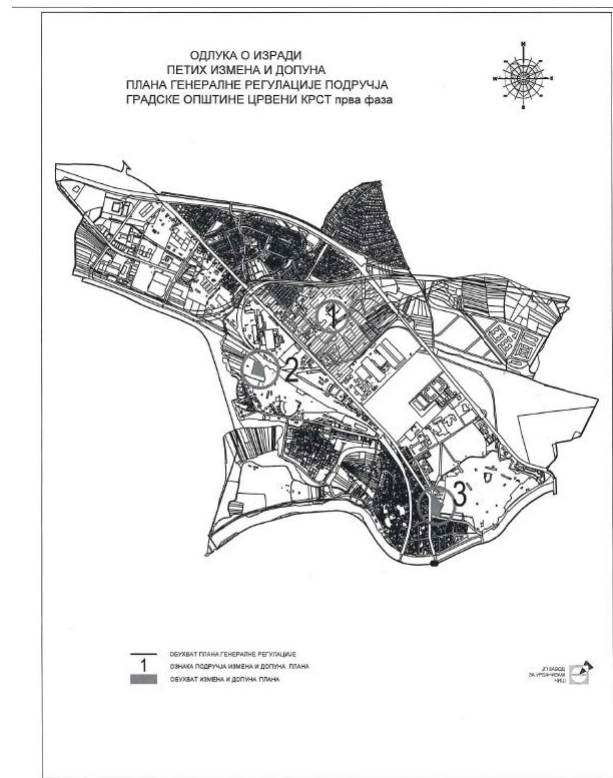 ОДЛУКА О ИЗРАДИ
ПЕТИХ ИЗМЕНА И ДОПУНА
ПЛАНА ГЕНЕРАЛНЕ РЕГУЛАЦИЈЕ ПОДРУЧЈА
ГРАДСКЕ ОПШТИНЕ ЦРВЕНИ КРСТ прва фаза
1
2
3
ОБУХВАТ ПЛАНА ГЕНЕРАЛНЕ РЕГУЛАЦИЈЕ
1 ОЗНАКА ПОДРУЧЈА ИЗМЕНА И ДОПУНА ПЛАНА
ОБУХВАТ ИЗМЕНА И ДОПУНА ПЛАНА
ЈП ЗАВОД
ЗА УРБАНИЗАМ
НИШ